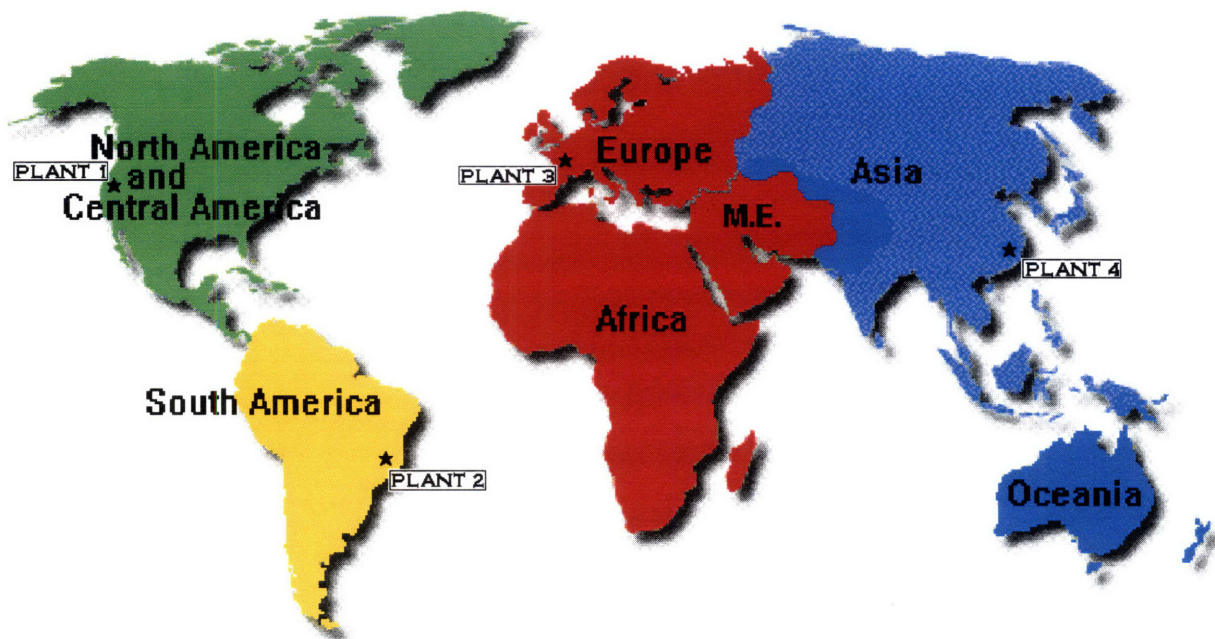 North America
and
Central America
PLANT 1
South America
PLANT 2
PLANT 3
Europe
M.E.
Africa
Asia
PLANT 4
Oceania